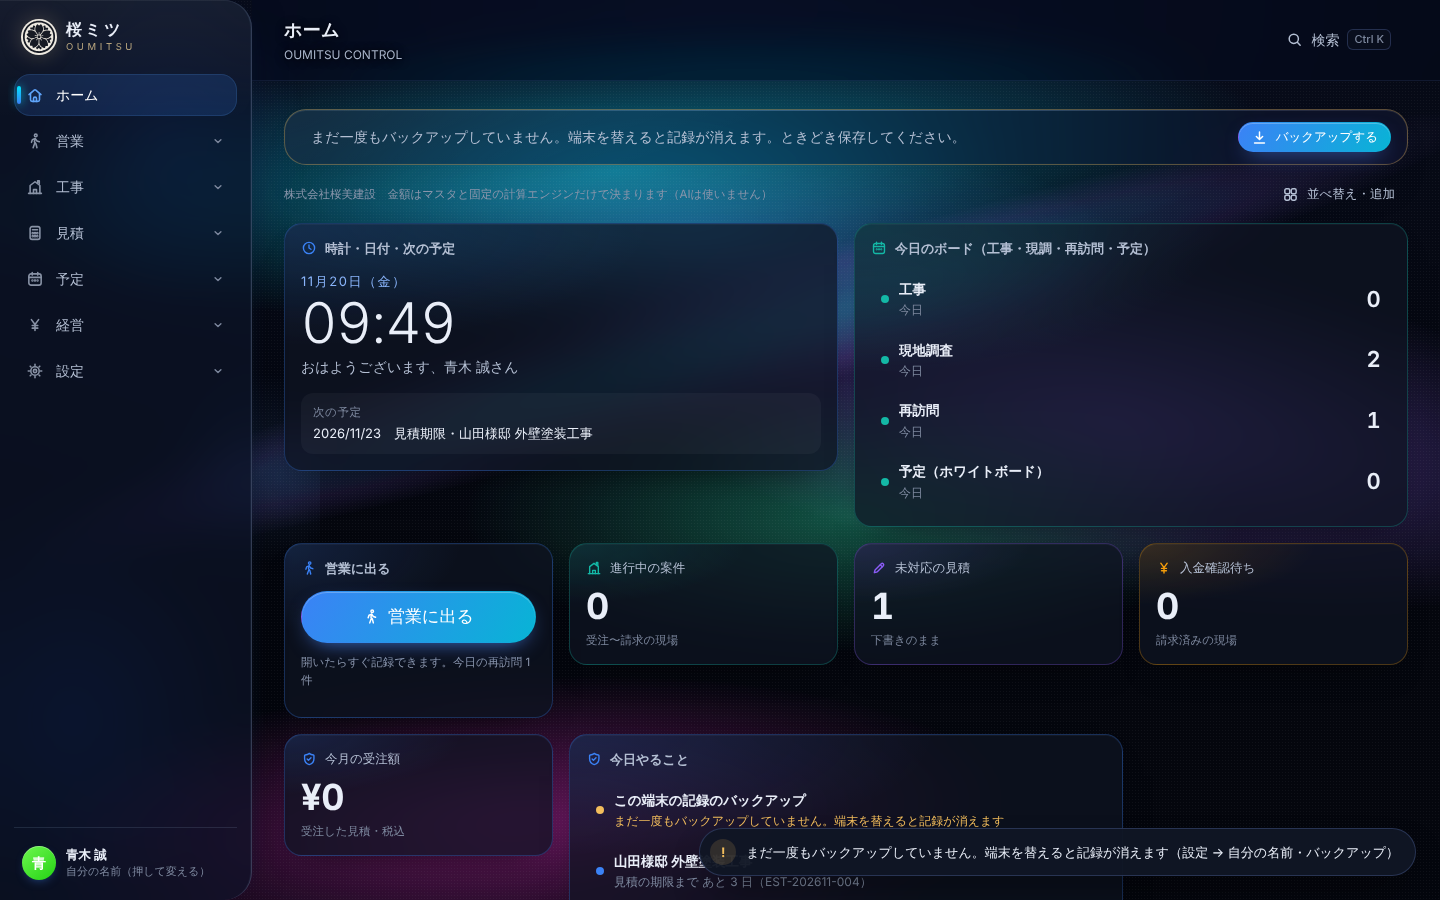 桜ミツ
OUMITSU
ホーム
営業
工事
見積
予定
経営
設定
青
青木 誠
自分の名前（押して変える）
ホーム
OUMITSU CONTROL
検索 Ctrl K
まだ一度もバックアップしていません。端末を替えると記録が消えます。ときどき保存してください。
バックアップする
株式会社桜美建設 金額はマスタと固定の計算エンジンだけで決まります（AIは使いません）
並べ替え・追加
時計・日付・次の予定
11月20日（金）
09:49
おはようございます、青木 誠さん
次の予定
2026/11/23 見積期限・山田様邸 外壁塗装工事
今日のボード（工事・現調・再訪問・予定）
工事
今日
0
現地調査
今日
2
再訪問
今日
1
予定（ホワイトボード）
今日
0
営業に出る
営業に出る
開いたらすぐ記録できます。今日の再訪問 1
件
進行中の案件
0
受注〜請求の現場
未対応の見積
1
下書きのまま
¥ 入金確認待ち
0
請求済みの現場
今月の受注額
¥0
受注した見積・税込
今日やること
この端末の記録のバックアップ
まだ一度もバックアップしていません。端末を替えると記録が消えます
山田様邸 外壁
見積の期限まで あと 3 日（EST-202611-004）
! まだ一度もバックアップしていません。端末を替えると記録が消えます（設定 → 自分の名前・バックアップ）